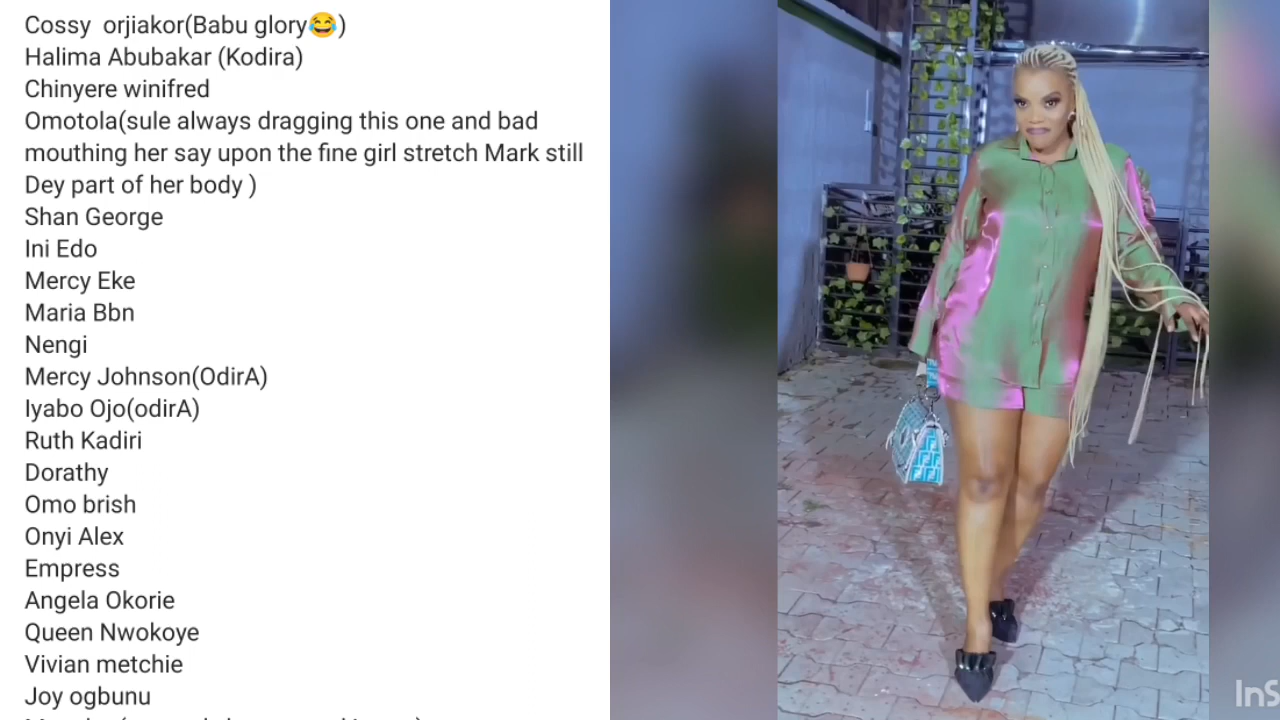 Cossy orjiakor(Babu glory😂)
Halima Abubakar (Kodira)
Chinyere winifred
Omotola(sule always dragging this one and bad
mouthing her say upon the fine girl stretch Mark still
Dey part of her body )
Shan George
Ini Edo
Mercy Eke
Maria Bbn
Nengi
Mercy Johnson(OdirA)
Iyabo Ojo(odirA)
Ruth Kadiri
Dorathy
Omo brish
Onyi Alex
Empress
Angela Okorie
Queen Nwokoye
Vivian metchie
Joy ogbunu
InS